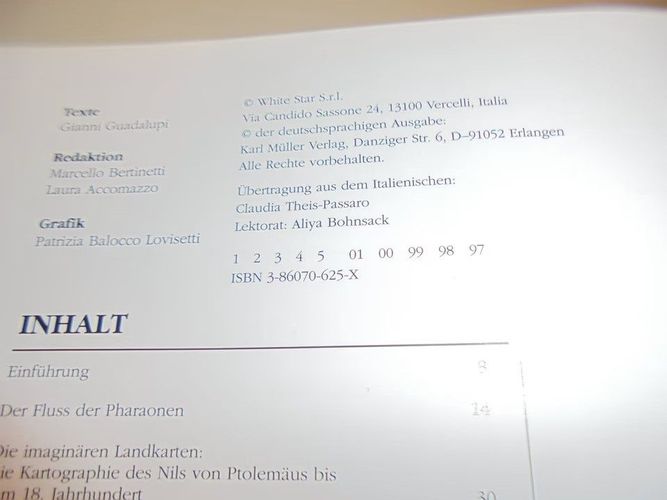 Texte
Gianni Guadalupi
Redaktion
Marcello Bertinetti
Laura Accomazzo
Grafik
Patrizia Balocco Lovisetti
© White Star S.r.l.
Via Candido Sassone 24, 13100 Vercelli, Italia
© der deutschsprachigen Ausgabe:
Karl Müller Verlag, Danziger Str. 6, D–91052 Erlangen
Alle Rechte vorbehalten.
Übertragung aus dem Italienischen:
Claudia Theis-Passaro
Lektorat: Aliya Bohnsack
1 2 3 4 5 01 00 99 98 97
ISBN 3-86070-625-X
INHALT
Einführung 8
Der Fluss der Pharaonen 14
Die imaginären Landkarten:
ie Kartographie des Nils von Ptolemäus bis
m 18. Jahrhundert 30